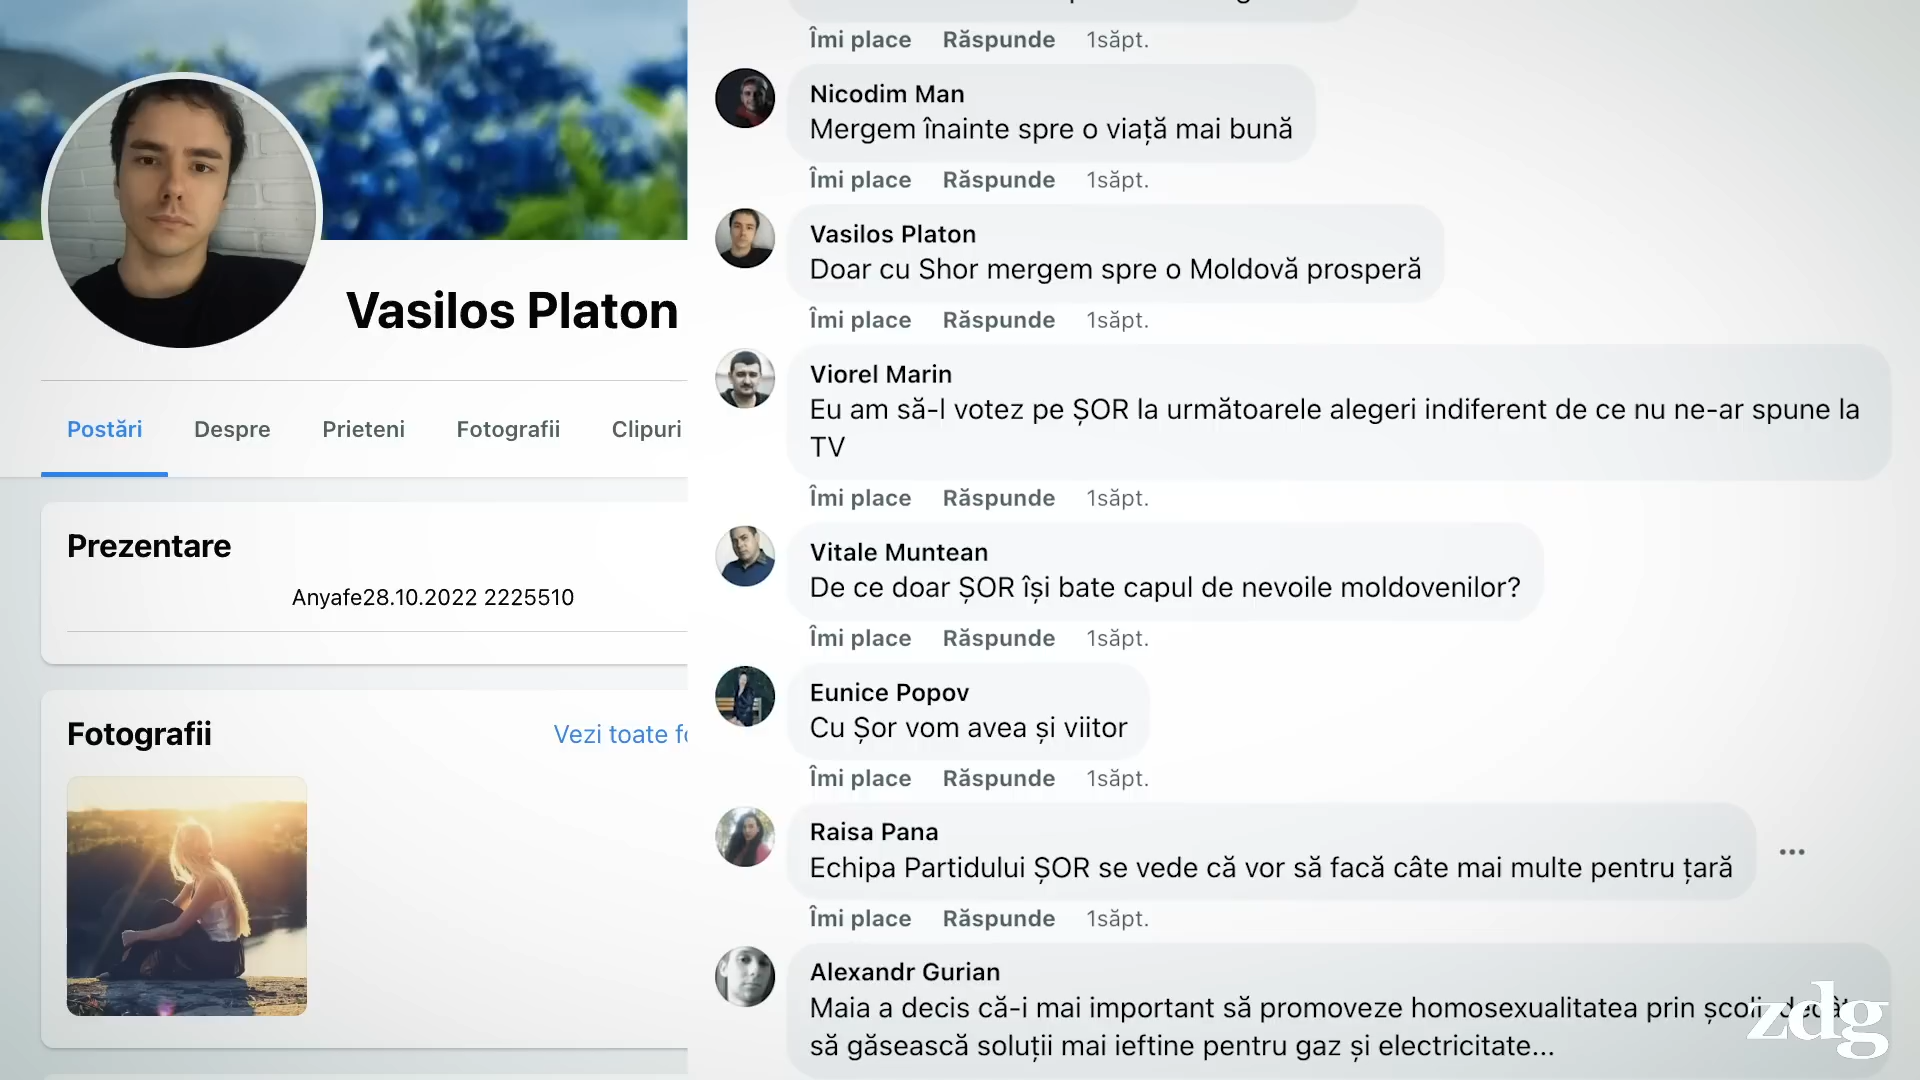 Vasilos Platon
Postări Despre Prieteni Fotografii Clipuri
Prezentare
Anyafe28.10.2022 2225510
Fotografii
Vezi toate
Îmi place Răspunde 1săpt.
Nicodim Man
Mergem înainte spre o viață mai bună
Îmi place Răspunde 1săpt.
Vasilos Platon
Doar cu Shor mergem spre o Moldovă prosperă
Îmi place Răspunde 1săpt.
Viorel Marin
Eu am să-l votez pe ȘOR la următoarele alegeri indiferent de ce nu ne-ar spune la
TV
Îmi place Răspunde 1săpt.
Vitale Muntean
De ce doar ȘOR își bate capul de nevoile moldovenilor?
Îmi place Răspunde 1săpt.
Eunice Popov
Cu Șor vom avea și viitor
Îmi place Răspunde 1săpt.
Raisa Pana
Echipa Partidului ȘOR se vede că vor să facă câte mai multe pentru țară
Îmi place Răspunde 1săpt.
Alexandr Gurian
Maia a decis că-i mai important să promoveze homosexualitatea prin școli
să găsească soluții mai ieftine pentru gaz și electricitate...
zdg